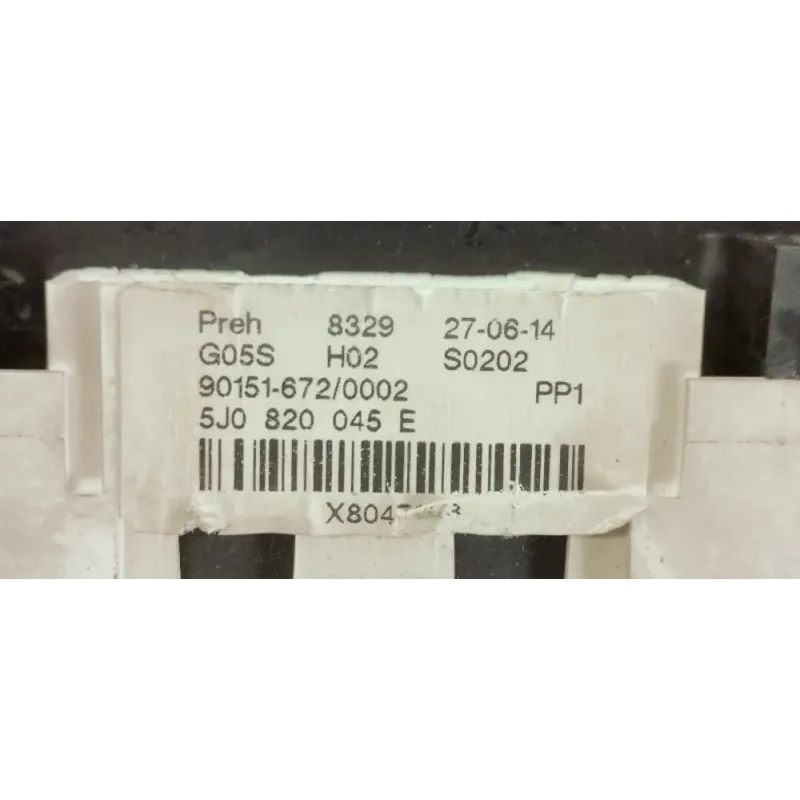 Preh 8329 27-06-14
G05S H02 S0202
90151-672/0002 PP1
5J0 820 045 E